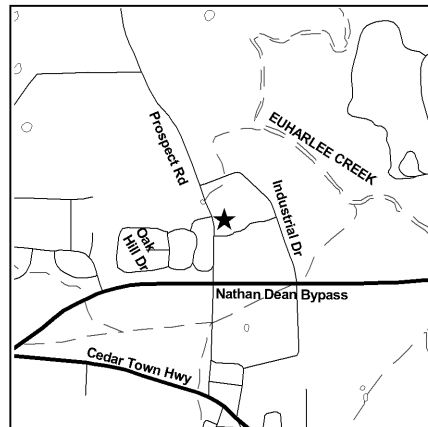 EUHARLEE CREEK
Prospect Rd
Industrial Dr
Oak
Hill Dr
Nathan Dean Bypass
Cedar Town Hwy